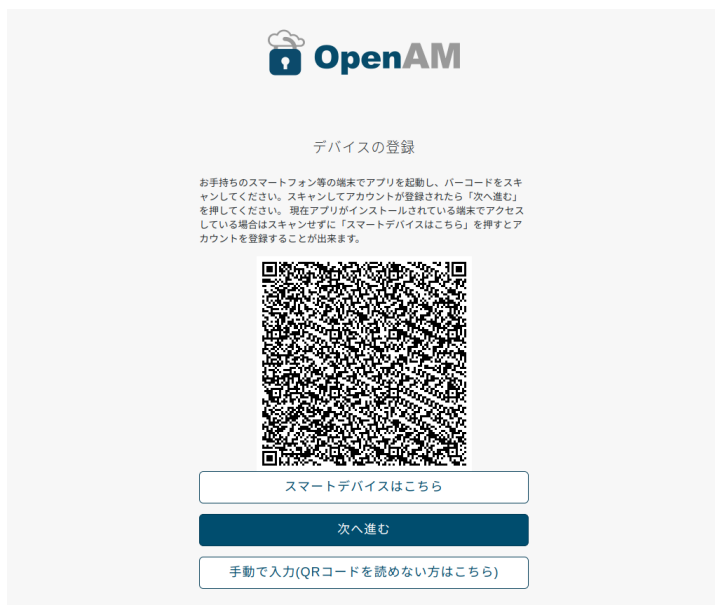 OpenAM
デバイスの登録
お手持ちのスマートフォン等の端末でアプリを起動し、バーコードをスキ
ャンしてください。スキャンしてアカウントが登録されたら「次へ進む」
を押してください。 現在アプリがインストールされている端末でアクセス
している場合はスキャンせずに「スマートデバイスはこちら」を押すとア
カウントを登録することが出来ます。
スマートデバイスはこちら
次へ進む
手動で入力(QRコードを読めない方はこちら)